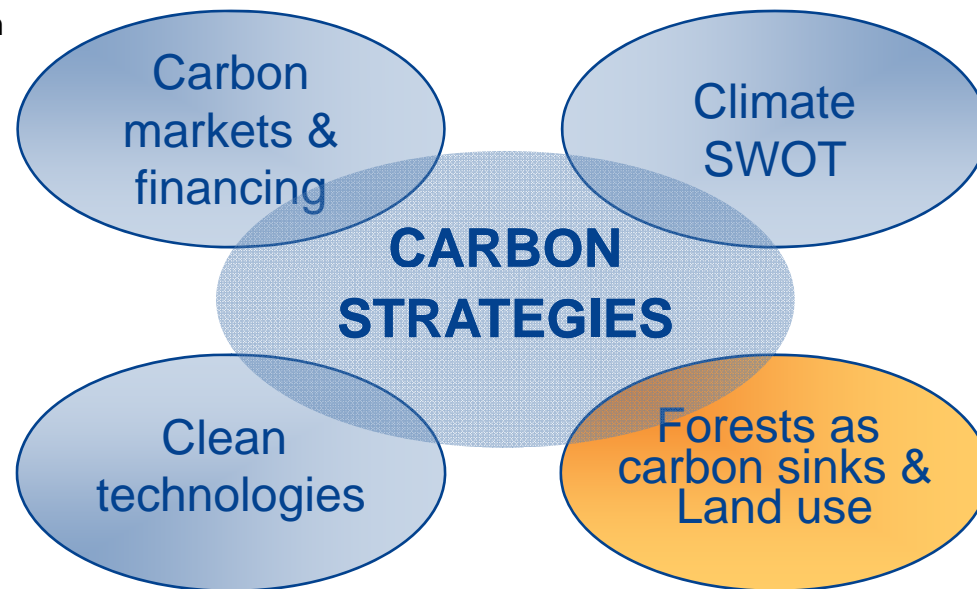 Carbon
markets &
financing
Climate
SWOT
CARBON
STRATEGIES
Clean
technologies
Forests as
carbon sinks &
Land use